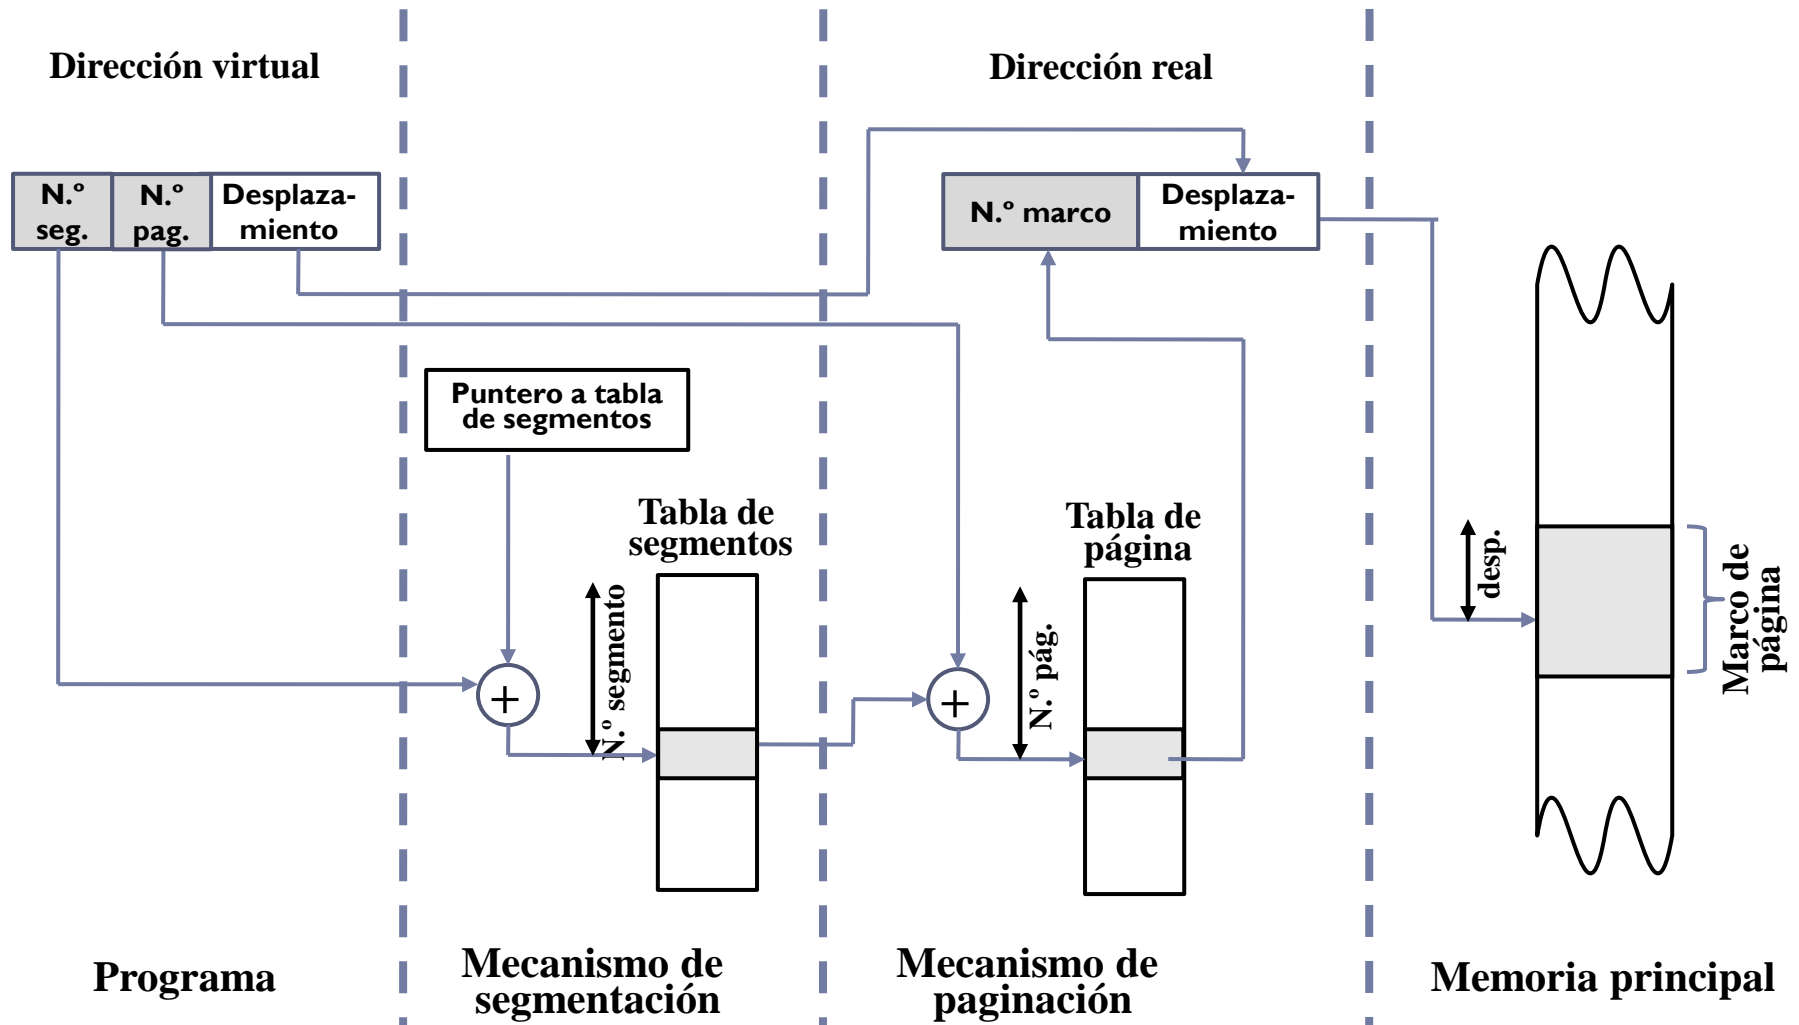 Dirección virtual
Dirección real
N.º
seg.
N.º
pag.
Desplaza-
miento
N.º marco
Desplaza-
miento
Puntero a tabla
de segmentos
Tabla de
segmentos
N.º segmento
+
Tabla de
página
N.º pág.
+
desp.
Marco de
página
Programa
Mecanismo de
segmentación
Mecanismo de
paginación
Memoria principal